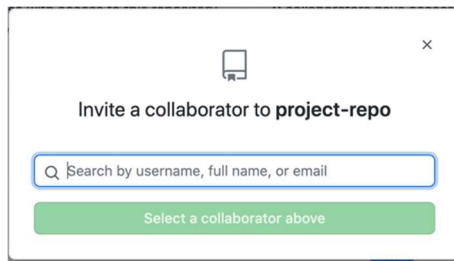 Invite a collaborator to project-repo
Search by username, full name, or email
Select a collaborator above